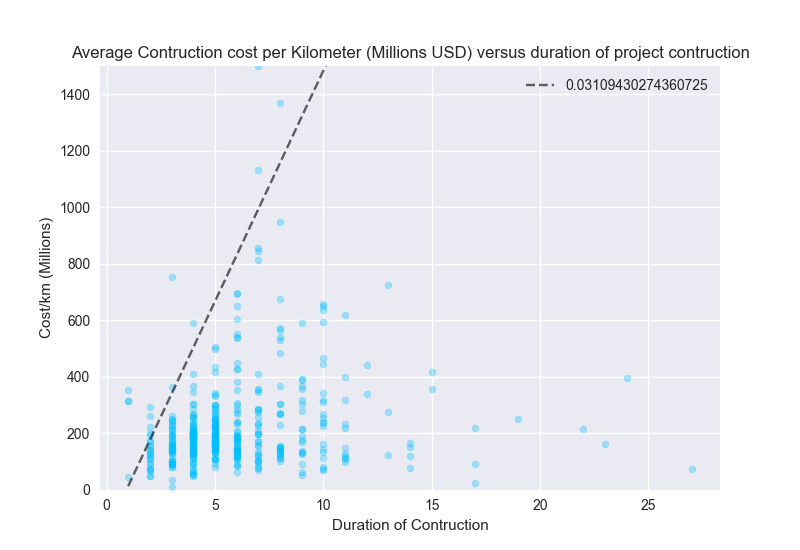 Average Contruction cost per Kilometer (Millions USD) versus duration of project contruction
0.03109430274360725
1400
1200
1000
800
600
400
200
0
Cost/km (Millions)
0 5 10 15 20 25
Duration of Contruction